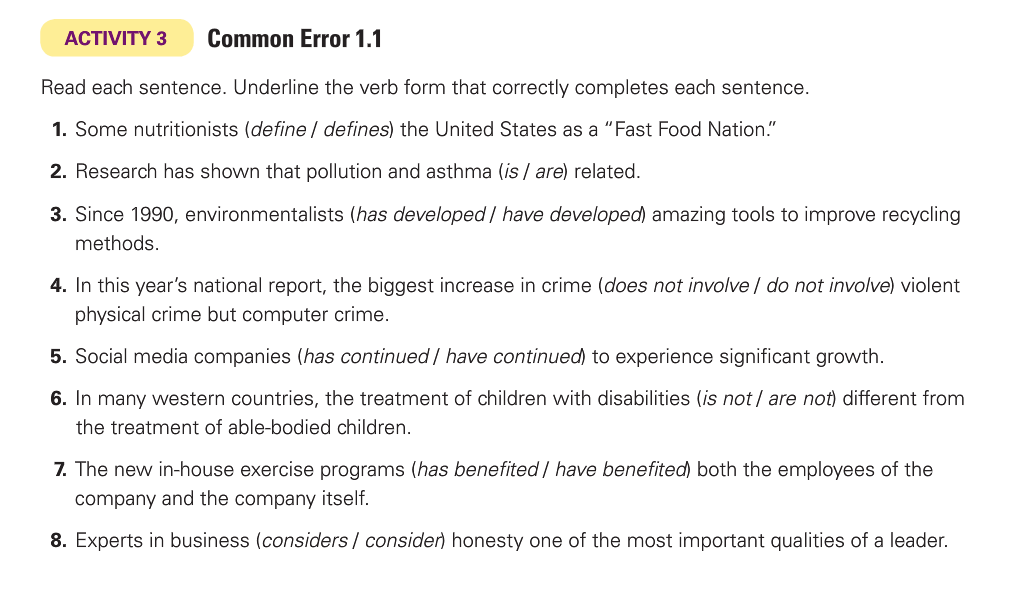 ACTIVITY 3 Common Error 1.1
Read each sentence. Underline the verb form that correctly completes each sentence.
1. Some nutritionists (define / defines) the United States as a “Fast Food Nation.”
2. Research has shown that pollution and asthma (is / are) related.
3. Since 1990, environmentalists (has developed / have developed) amazing tools to improve recycling
methods.
4. In this year’s national report, the biggest increase in crime (does not involve / do not involve) violent
physical crime but computer crime.
5. Social media companies (has continued / have continued) to experience significant growth.
6. In many western countries, the treatment of children with disabilities (is not / are not) different from
the treatment of able-bodied children.
7. The new in-house exercise programs (has benefited / have benefited) both the employees of the
company and the company itself.
8. Experts in business (considers / consider) honesty one of the most important qualities of a leader.